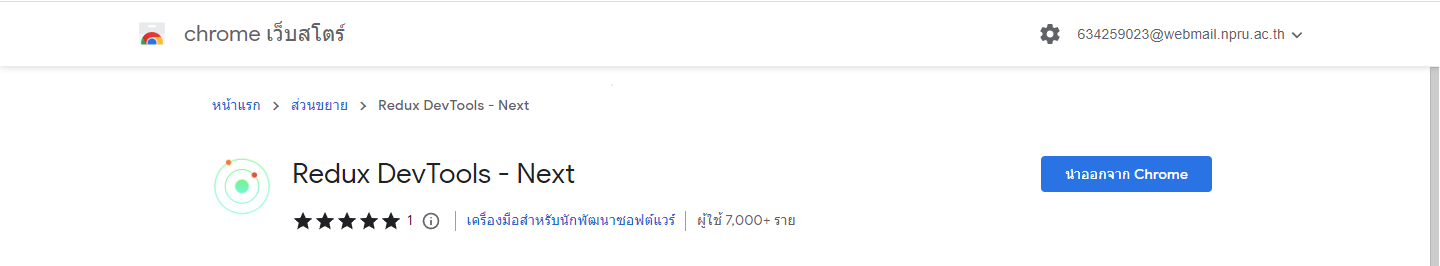 chrome เว็บสโตร์
634259023@webmail.npru.ac.th
หน้าแรก > ส่วนขยาย > Redux DevTools - Next
Redux DevTools - Next
นำออกจาก Chrome
1 เครื่องมือสำหรับนักพัฒนาซอฟต์แวร์ ผู้ใช้ 7,000+ ราย